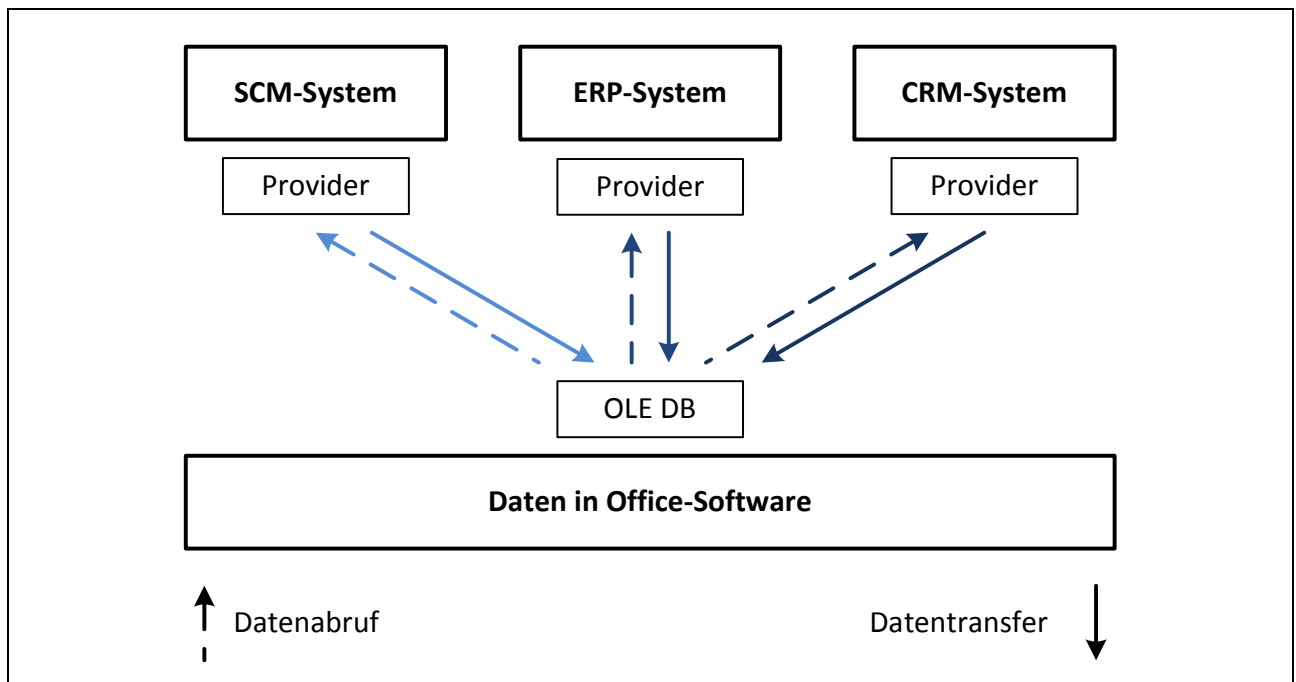 SCM-System
ERP-System
CRM-System
Provider
Provider
Provider
OLE DB
Daten in Office-Software
Datenabruf
Datentransfer